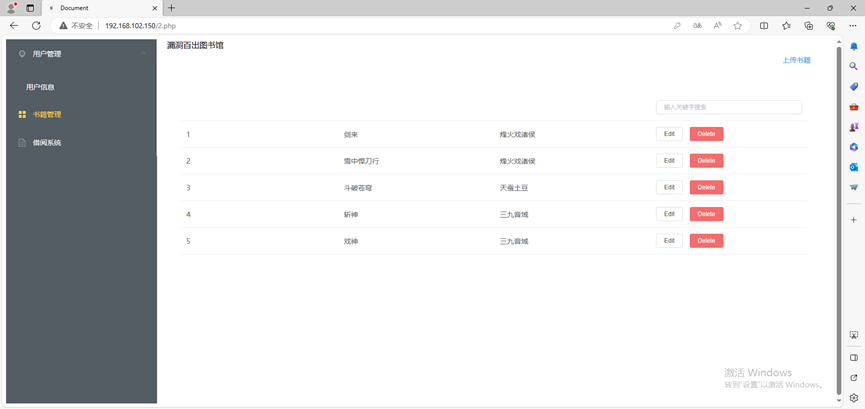 Document
不安全 192.168.102.150/2.php
漏洞百出图书馆
用户管理
上传书籍
用户信息
书籍管理
输入关键字搜索
借阅系统
1 剑来 烽火戏诸侯 Edit Delete
2 雪中悍刀行 烽火戏诸侯 Edit Delete
3 斗破苍穹 天蚕土豆 Edit Delete
4 斩神 三九音域 Edit Delete
5 戏神 三九音域 Edit Delete
激活 Windows
转到"设置"以激活 Windows。